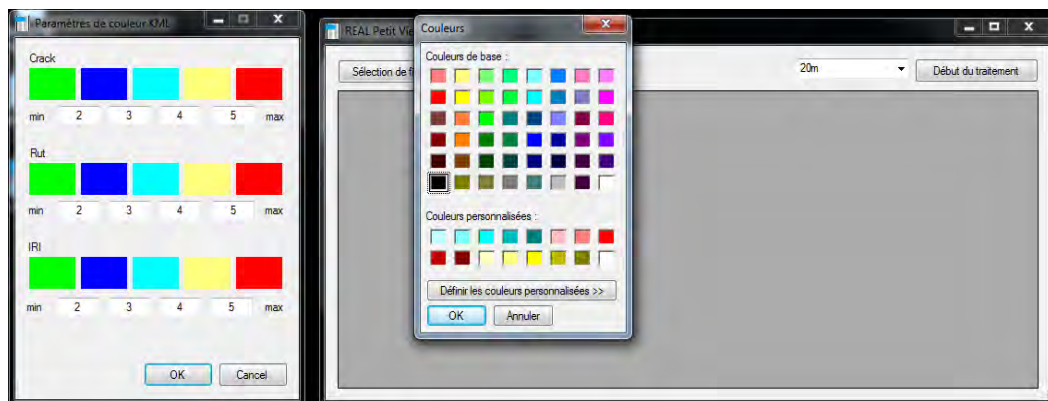 Paramètres de couleur KML
Crack
min 2 3 4 5 max
Rut
min 2 3 4 5 max
IRI
min 2 3 4 5 max
OK Cancel
REAL Petit Vie
Sélection de fi
20m
Début du traitement
Couleurs
Couleurs de base :
Couleurs personnalisées :
Définir les couleurs personnalisées >>
OK Annuler